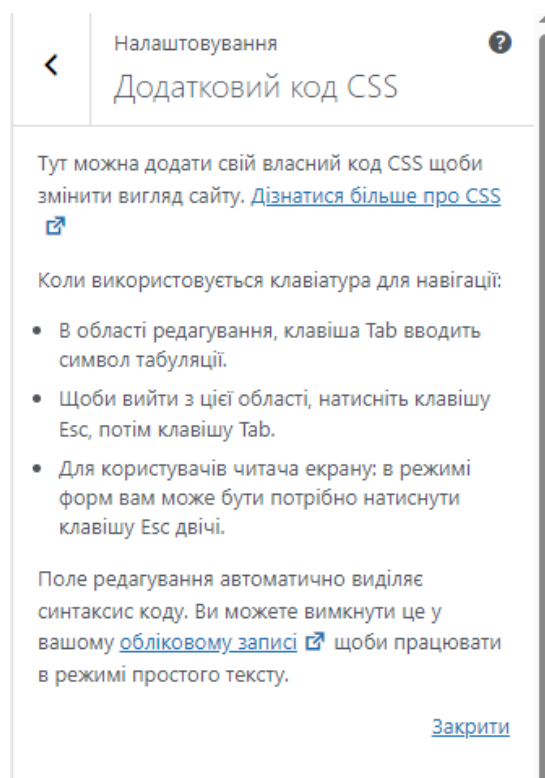 Налаштовування
Додатковий код CSS
Тут можна додати свій власний код CSS щоби
змінити вигляд сайту. Дізнатися більше про CSS
Коли використовується клавіатура для навігації:
• В області редагування, клавіша Tab вводить
символ табуляції.
• Щоби вийти з цієї області, натисніть клавішу
Esc, потім клавішу Tab.
• Для користувачів читача екрану: в режимі
форм вам може бути потрібно натиснути
клавішу Esc двічі.
Поле редагування автоматично виділяє
синтаксис коду. Ви можете вимкнути це у
вашому обліковому записі щоби працювати
в режимі простого тексту.
Закрити